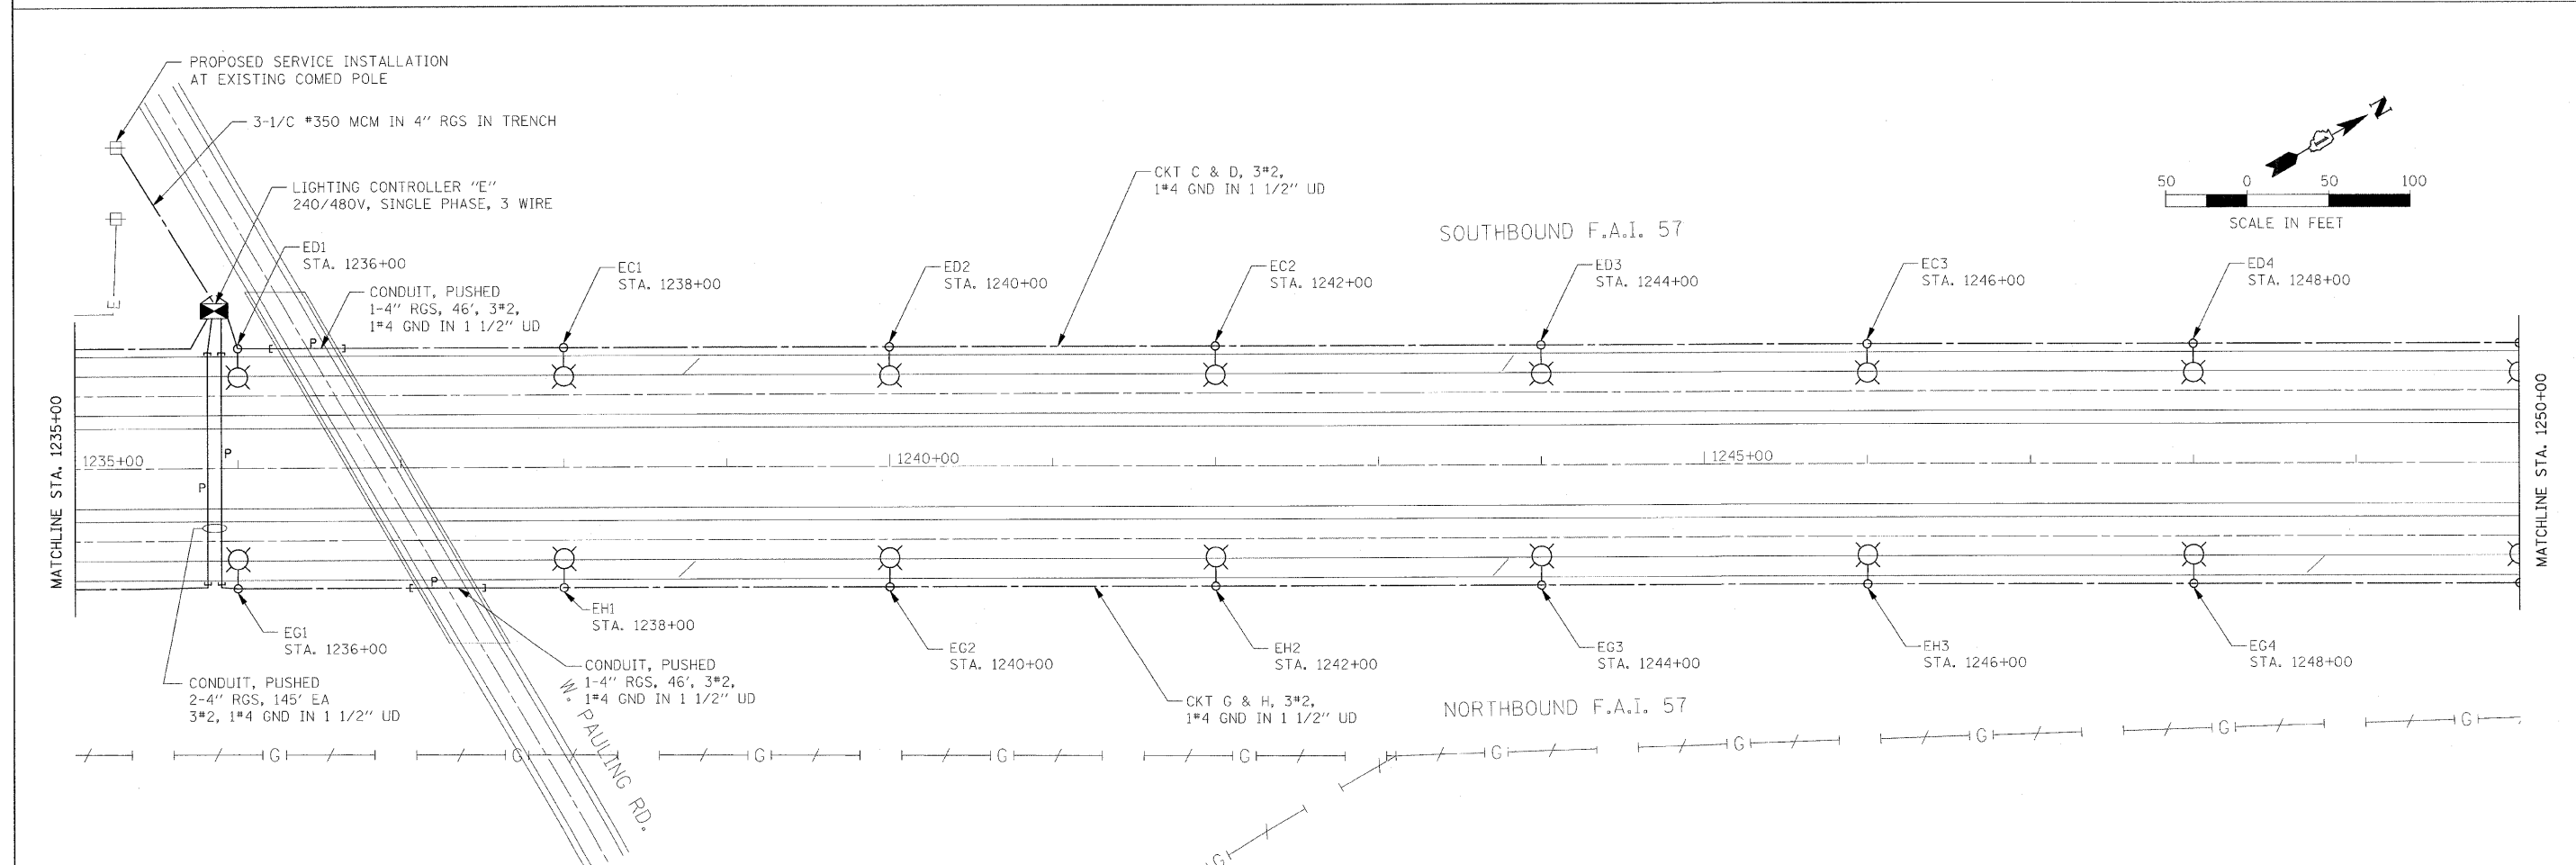 PROPOSED SERVICE INSTALLATION
AT EXISTING COMED POLE
3-1/C #350 MCM IN 4" RGS IN TRENCH
LIGHTING CONTROLLER "E"
240/480V, SINGLE PHASE, 3 WIRE
CKT C & D, 3#2,
1#4 GND IN 1 1/2" UD
N
50 0 50 100
SCALE IN FEET
SOUTHBOUND F.A.I. 57
ED1
STA. 1236+00
CONDUIT, PUSHED
1-4" RGS, 46', 3#2,
1#4 GND IN 1 1/2" UD
EC1
STA. 1238+00
ED2
STA. 1240+00
EC2
STA. 1242+00
ED3
STA. 1244+00
EC3
STA. 1246+00
ED4
STA. 1248+00
P
MATCHLINE STA. 1235+00
1235+00
P
P
1240+00
1245+00
MATCHLINE STA. 1250+00
P
EG1
STA. 1236+00
EH1
STA. 1238+00
EG2
STA. 1240+00
EH2
STA. 1242+00
EG3
STA. 1244+00
EH3
STA. 1246+00
EG4
STA. 1248+00
CONDUIT, PUSHED
2-4" RGS, 145' EA
3#2, 1#4 GND IN 1 1/2" UD
CONDUIT, PUSHED
1-4" RGS, 46', 3#2,
1#4 GND IN 1 1/2" UD
W. PAULING RD.
CKT G & H, 3#2,
1#4 GND IN 1 1/2" UD
NORTHBOUND F.A.I. 57
G G G G G G G G G G
G